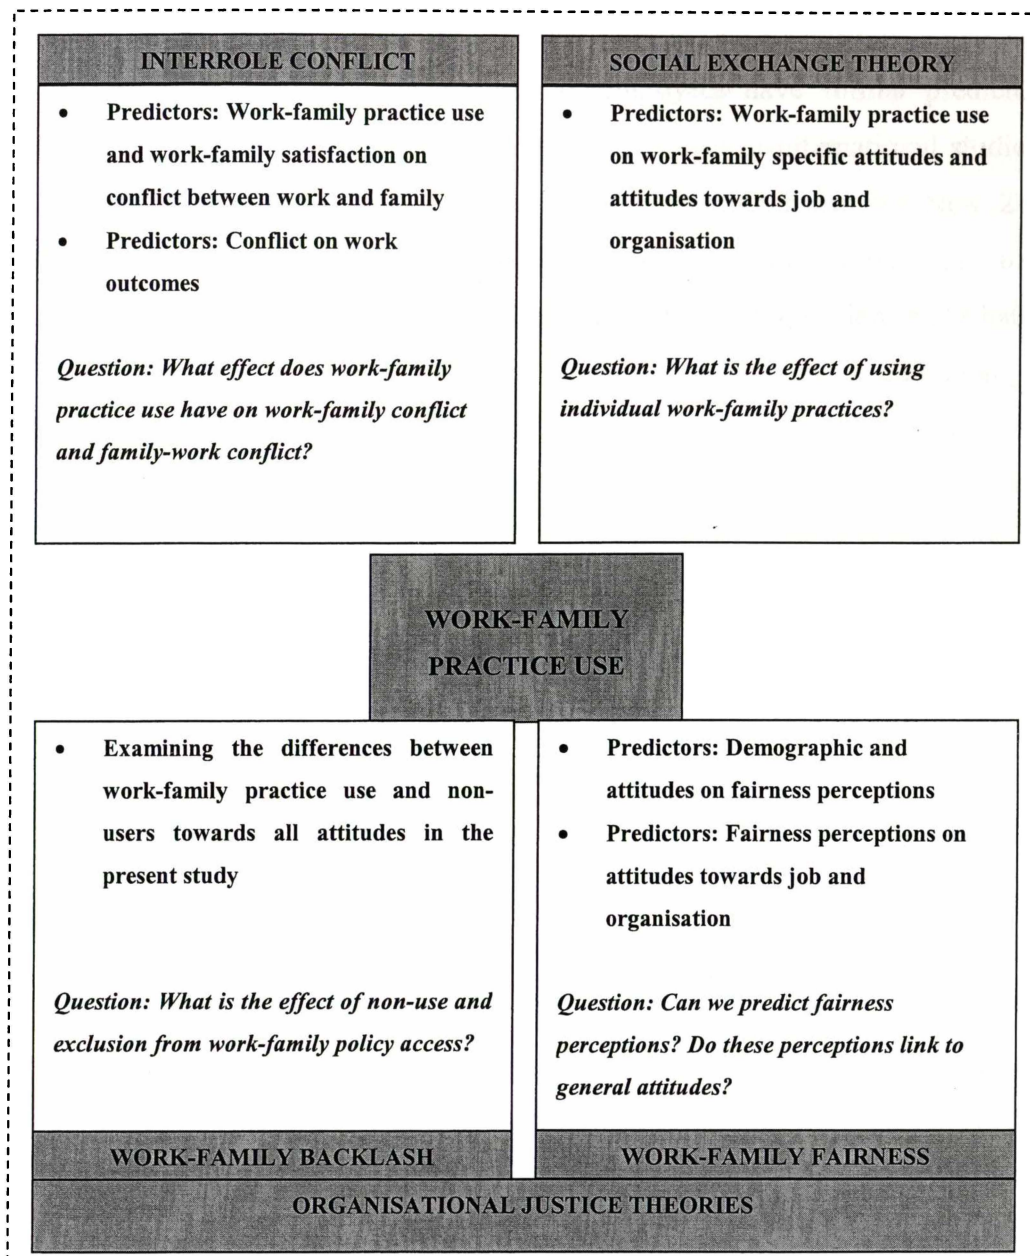 INTERROLE CONFLICT
• Predictors: Work-family practice use
and work-family satisfaction on
conflict between work and family
• Predictors: Conflict on work
outcomes
Question: What effect does work-family
practice use have on work-family conflict
and family-work conflict?
SOCIAL EXCHANGE THEORY
• Predictors: Work-family practice use
on work-family specific attitudes and
attitudes towards job and
organisation
Question: What is the effect of using
individual work-family practices?
WORK-FAMILY
PRACTICE USE
• Examining the differences between
work-family practice use and non-
users towards all attitudes in the
present study
Question: What is the effect of non-use and
exclusion from work-family policy access?
WORK-FAMILY BACKLASH
• Predictors: Demographic and
attitudes on fairness perceptions
• Predictors: Fairness perceptions on
attitudes towards job and
organisation
Question: Can we predict fairness
perceptions? Do these perceptions link to
general attitudes?
WORK-FAMILY FAIRNESS
ORGANISATIONAL JUSTICE THEORIES